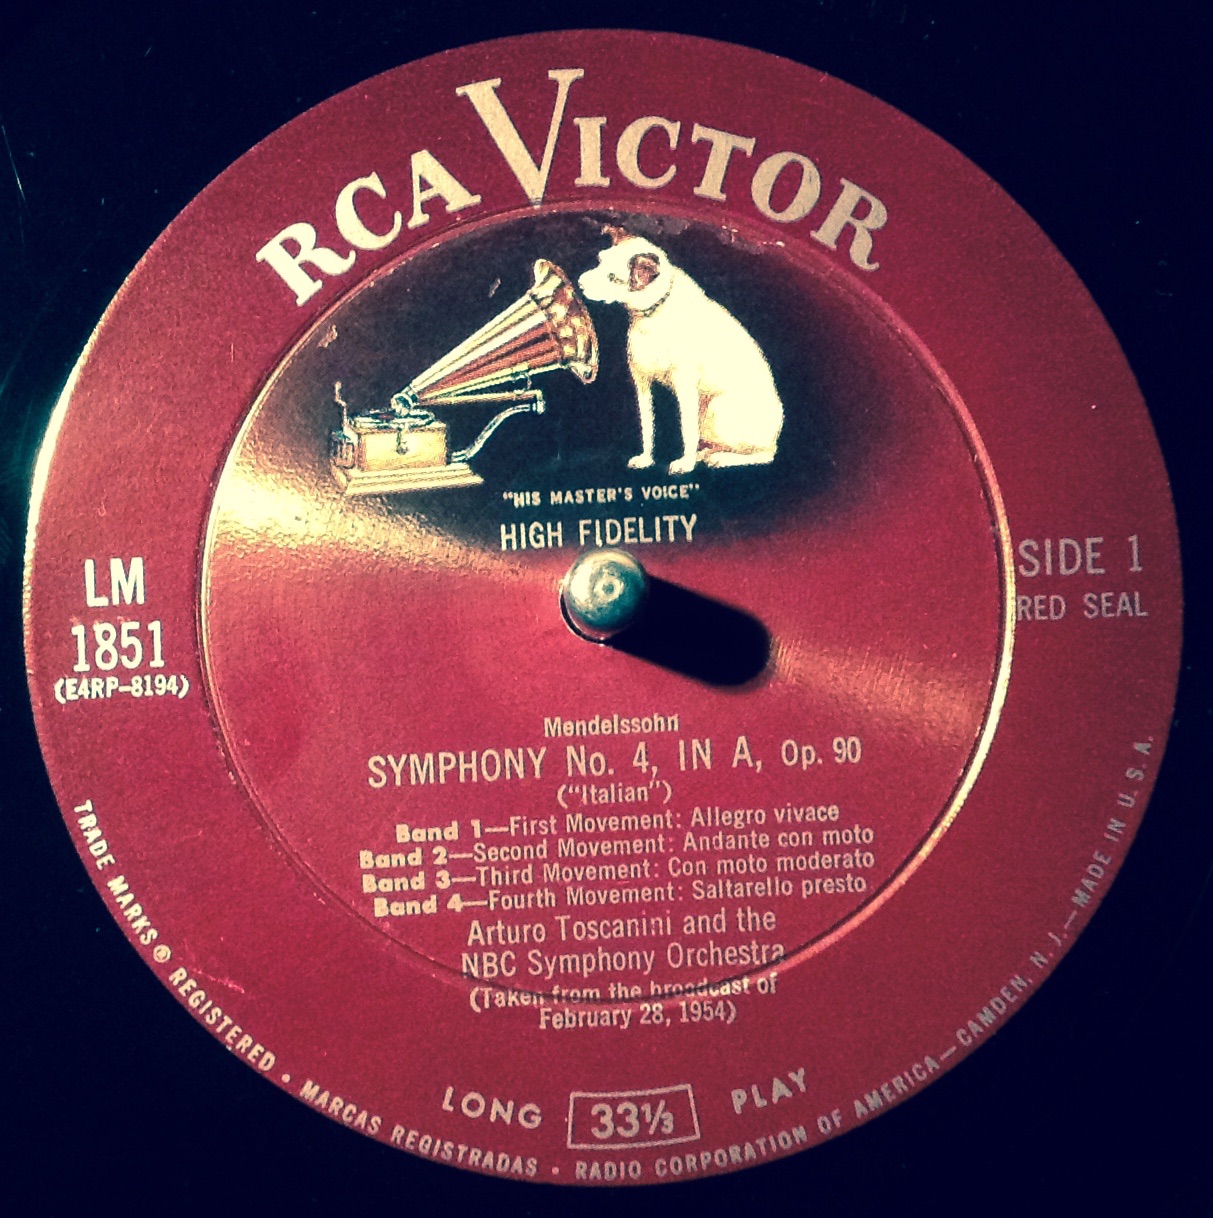 RCA VICTOR
"HIS MASTER'S VOICE"
HIGH FIDELITY
LM
1851
(E4RP-8194)
SIDE 1
RED SEAL
Mendelssohn
SYMPHONY No. 4, IN A, Op. 90
("Italian")
Band 1—First Movement: Allegro vivace
Band 2—Second Movement: Andante con moto
Band 3—Third Movement: Con moto moderato
Band 4—Fourth Movement: Saltarello presto
Arturo Toscanini and the
NBC Symphony Orchestra
(Taken from the broadcast of
February 28, 1954)
LONG 33⅓ PLAY
TRADE MARKS ® REGISTERED • MARCAS REGISTRADAS • RADIO CORPORATION OF AMERICA—CAMDEN, N. J.—MADE IN U. S. A.